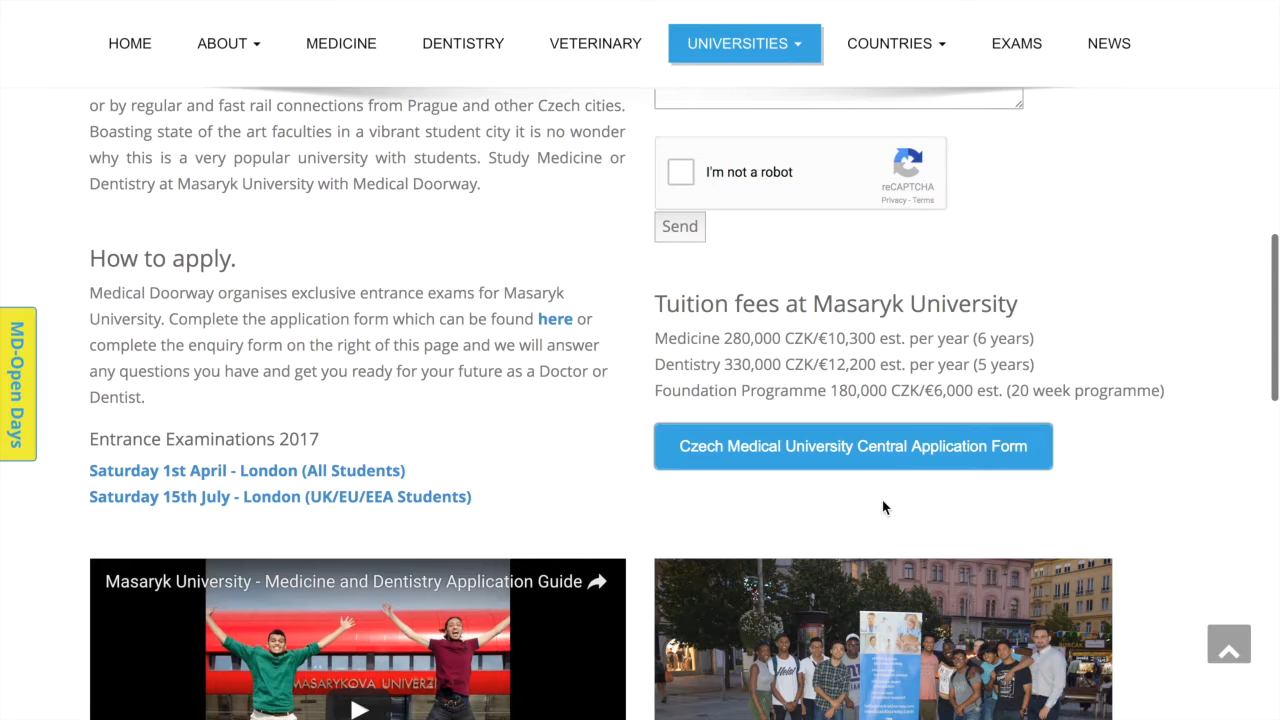 HOME
ABOUT
MEDICINE
DENTISTRY
VETERINARY
UNIVERSITIES
COUNTRIES
EXAMS
NEWS
or by regular and fast rail connections from Prague and other Czech cities.
Boasting state of the art faculties in a vibrant student city it is no wonder
why this is a very popular university with students. Study Medicine or
Dentistry at Masaryk University with Medical Doorway.
How to apply.
Medical Doorway organises exclusive entrance exams for Masaryk
University. Complete the application form which can be found here or
complete the enquiry form on the right of this page and we will answer
any questions you have and get you ready for your future as a Doctor or
Dentist.
Entrance Examinations 2017
Saturday 1st April - London (All Students)
Saturday 15th July - London (UK/EU/EEA Students)
Masaryk University - Medicine and Dentistry Application Guide
MASARYKOVA UNIVERZI
I'm not a robot
reCAPTCHA
Privacy - Terms
Send
Tuition fees at Masaryk University
Medicine 280,000 CZK/€10,300 est. per year (6 years)
Dentistry 330,000 CZK/€12,200 est. per year (5 years)
Foundation Programme 180,000 CZK/€6,000 est. (20 week programme)
Czech Medical University Central Application Form
MD-Open Days